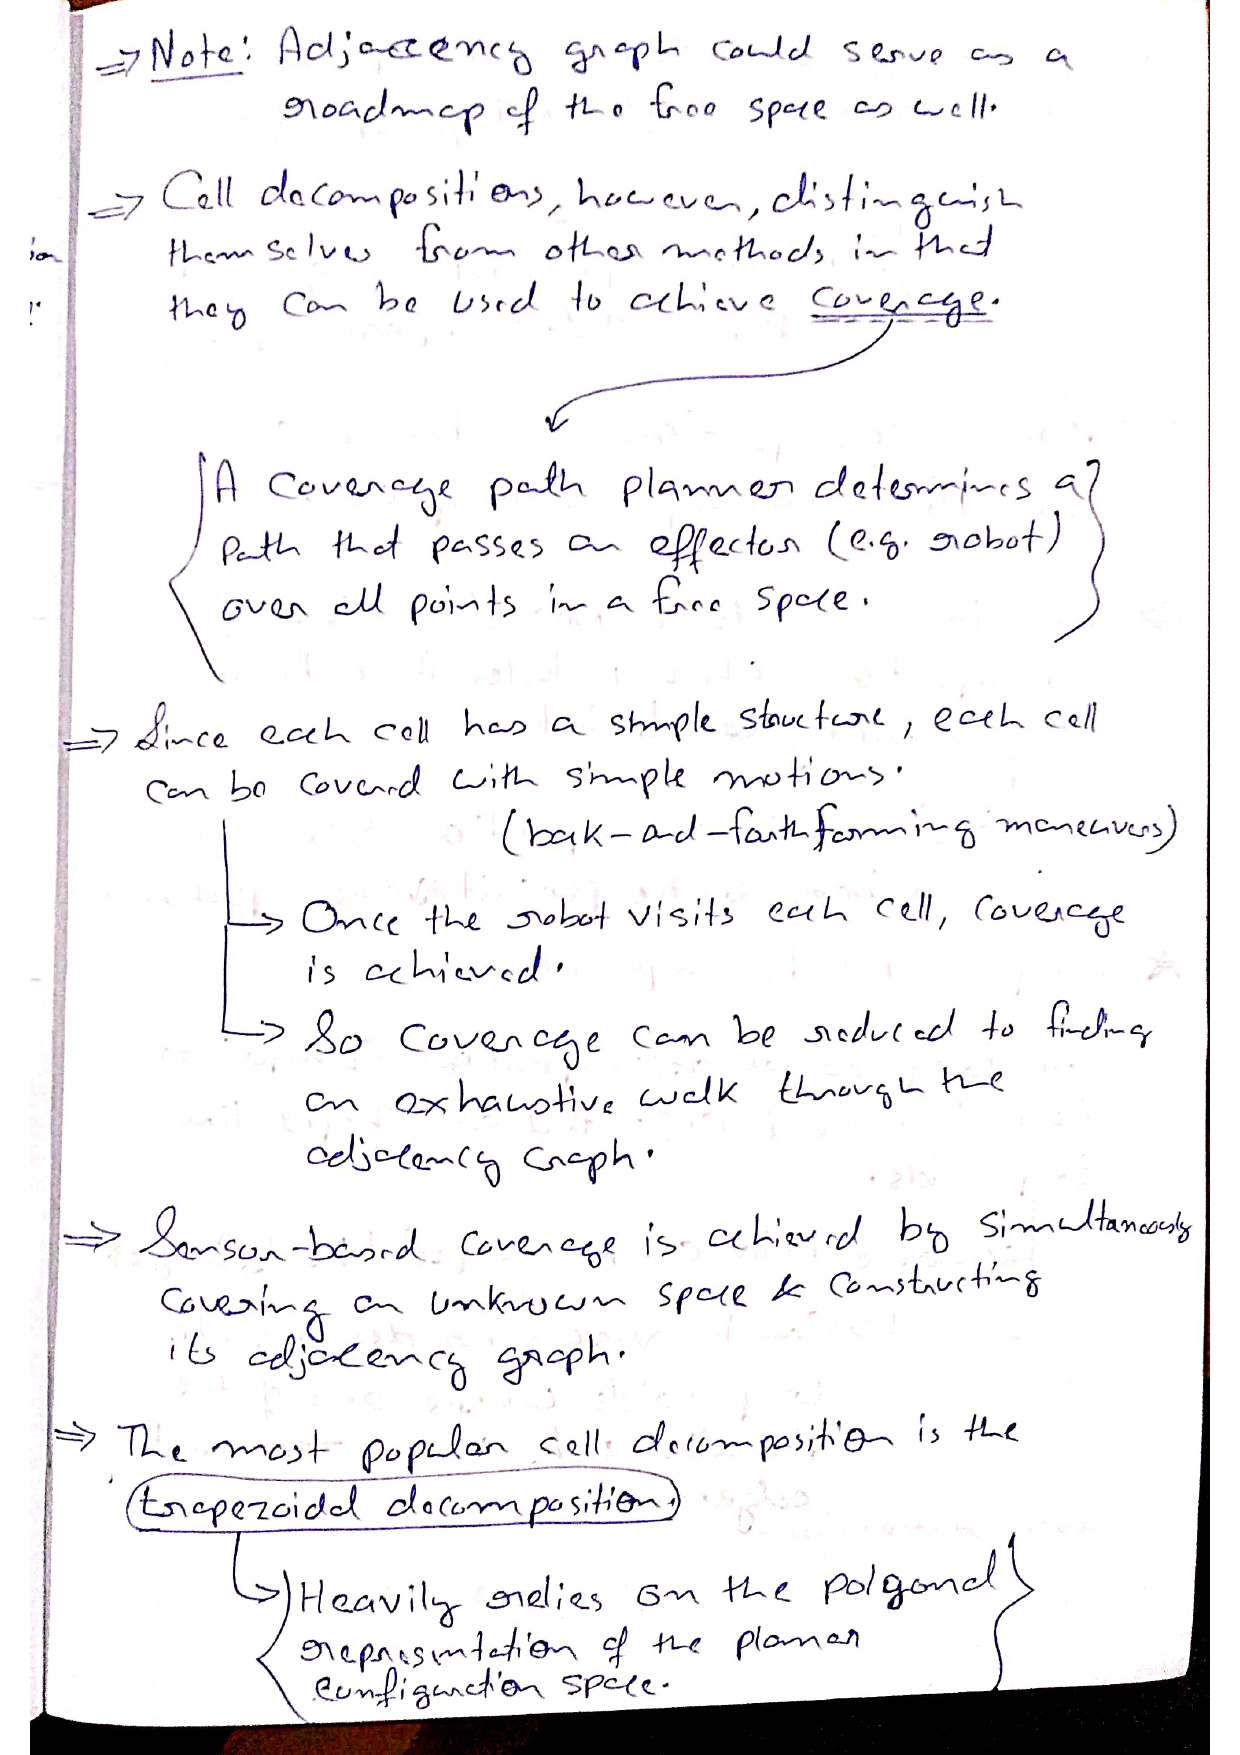 ⇒ Note: Adjaccency graph could serve as a
roadmap of the free space as well.
⇒ Cell decompositions, however, distinguish
themselves from other methods in that
they can be used to achieve coverage.
A coverage path planner determines a
path that passes an effector (e.g. robot)
over all points in a free space.
⇒ Since each cell has a simple structure, each cell
can be covered with simple motions.
(back-and-forth farming maneuvers)
→ Once the robot visits each cell, coverage
is achieved.
→ So coverage can be reduced to finding
an exhaustive walk through the
adjacency graph.
⇒ Sensor-based coverage is achieved by simultaneously
covering an unknown space & constructing
its adjacency graph.
⇒ The most popular cell decomposition is the
trapezoidal decomposition.
→ Heavily relies on the polgonal
representation of the planar
configuration space.